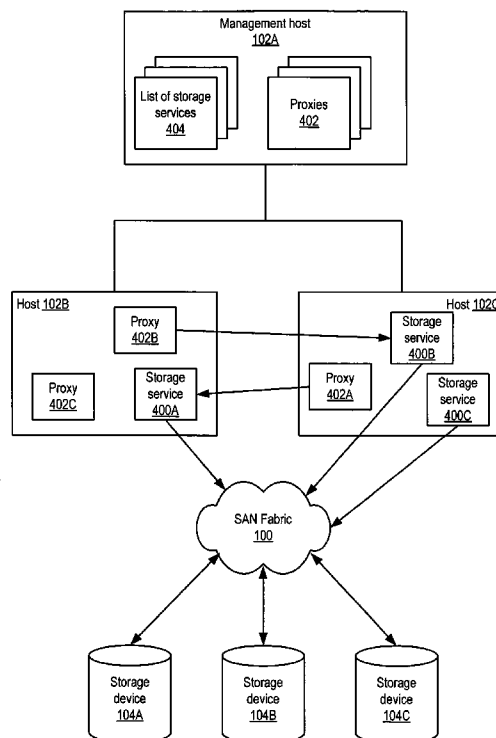 Management host
102A
List of storage
services
404
Proxies
402
Host 102B
Proxy
402B
Proxy
402C
Storage
service
400A
Host 102C
Storage
service
400B
Proxy
402A
Storage
service
400C
SAN Fabric
100
Storage
device
104A
Storage
device
104B
Storage
device
104C